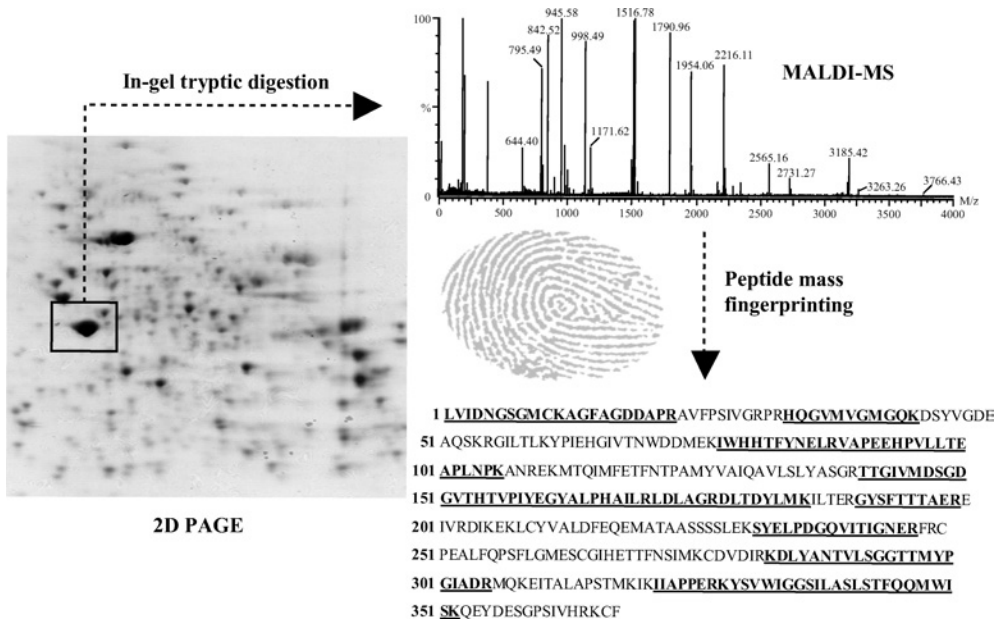 In-gel tryptic digestion
2D PAGE
100
%
0
644.40
795.49
842.52
945.58
998.49
1171.62
1516.78
1790.96
1954.06
2216.11
2565.16
2731.27
3185.42
3263.26
3766.43
MALDI-MS
0 500 1000 1500 2000 2500 3000 3500 4000
M/z
Peptide mass
fingerprinting
1 LVIDNGSGMCKAGFAGDDAPRAVFPSIVGRPRHQGVMVGMGQKDSYVGDE
51 AQSKRGILTLKYPIEHGIVTNWDDMEKIWHHTFYNELRVAPEEHPVLLTE
101 APLNPKANREKMTQIMFETFNTPAMYVAIQAVLSLYASGRTTGIVMDSGD
151 GVTHTVPIYEGYALPHAILRLDLAGRDLTDYLMKILTERGYSFTTTAERE
201 IVRDIKEKLCYVALDFEQEMATAASSSSLEKSYELPDGQVITIGNERFRC
251 PEALFQPSFLGMESCGIHETTFNSIMKCDVDIRKDLYANTVLSGGTTMYP
301 GIADRMQKEITALAPSTMKIKIIAPPERKYSVWIGGSILASLSTFQQMWI
351 SKQEYDESGPSIVHRKCF